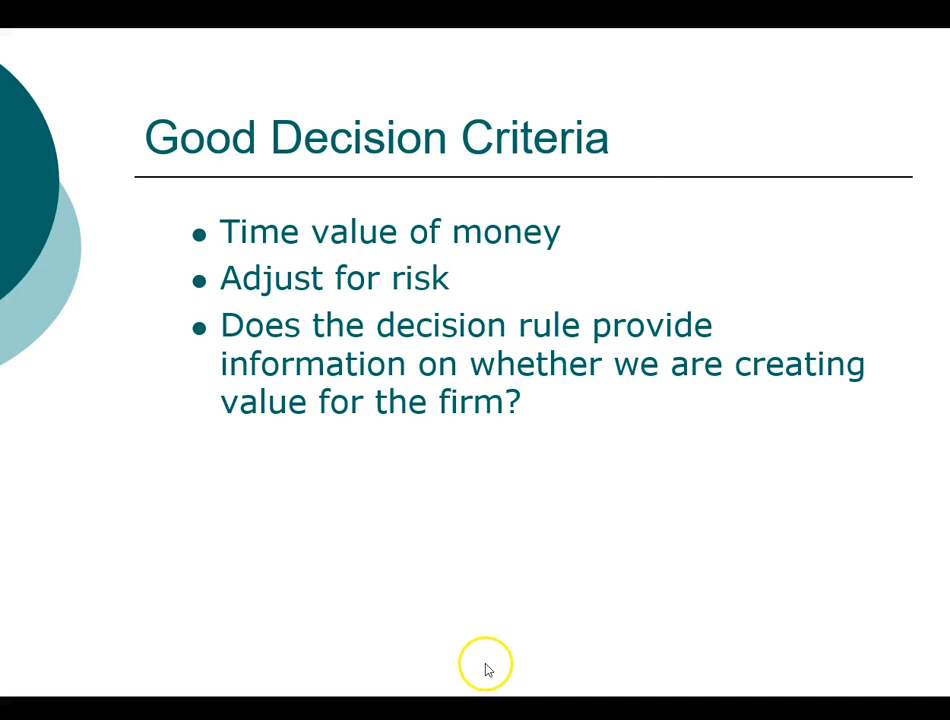 Good Decision Criteria
Time value of money
Adjust for risk
Does the decision rule provide
information on whether we are creating
value for the firm?